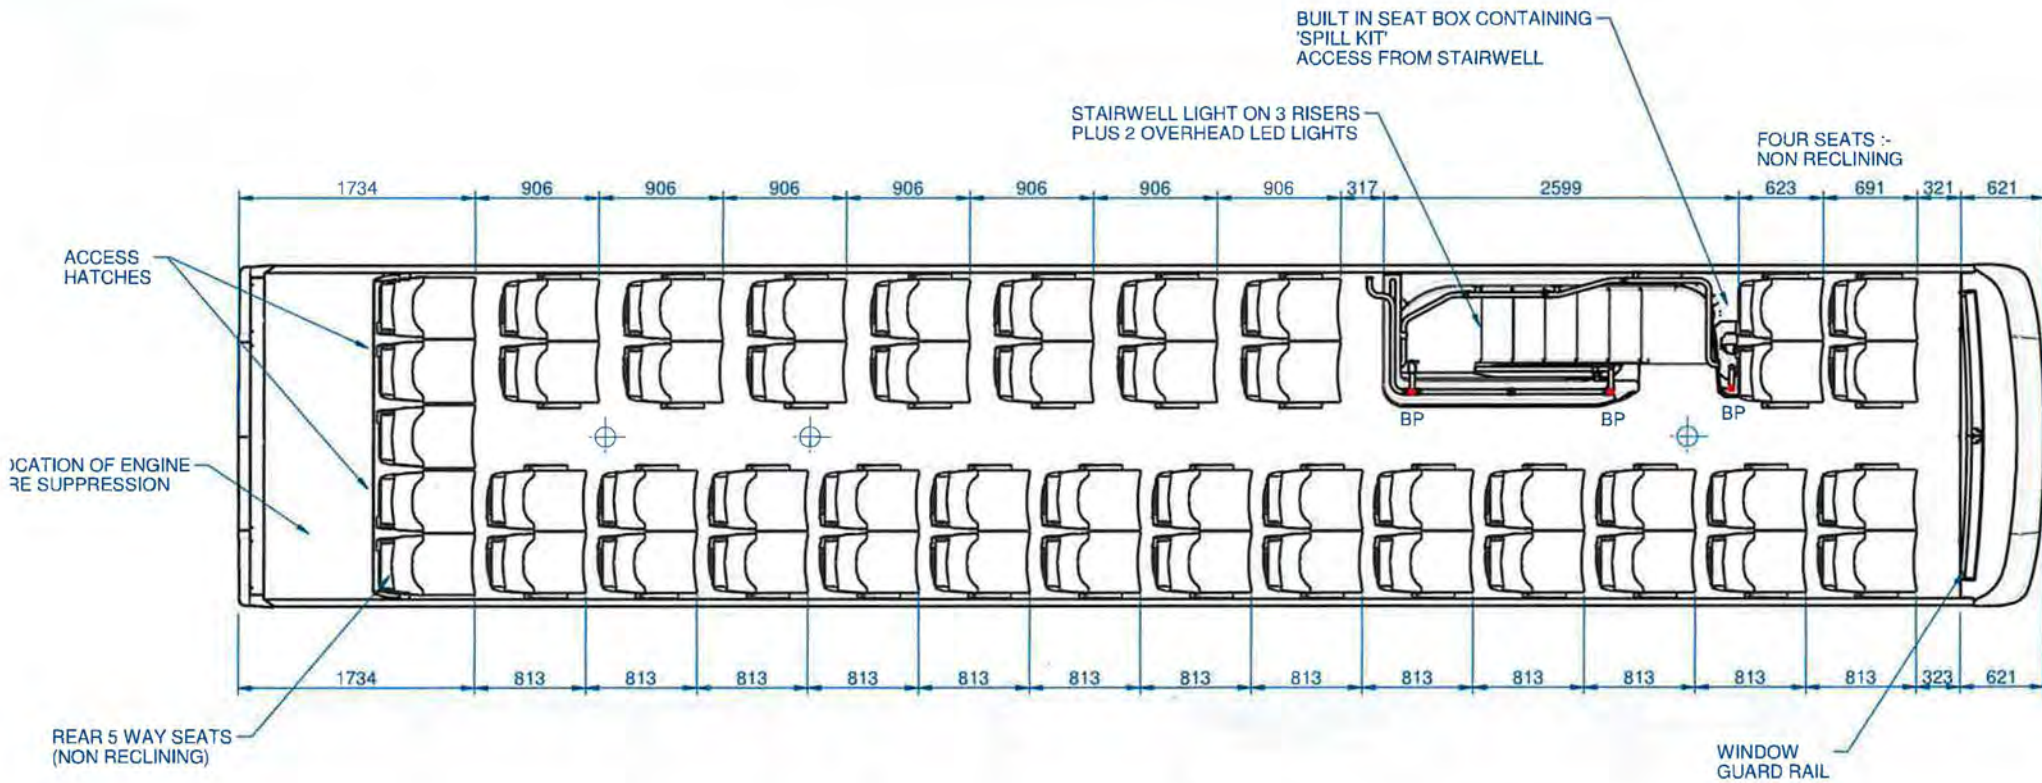 BUILT IN SEAT BOX CONTAINING
'SPILL KIT'
ACCESS FROM STAIRWELL
STAIRWELL LIGHT ON 3 RISERS
PLUS 2 OVERHEAD LED LIGHTS
FOUR SEATS :-
NON RECLINING
1734 906 906 906 906 906 906 906 317 2599 623 691 321 621
ACCESS
HATCHES
BP BP BP
OCATION OF ENGINE
RE SUPPRESSION
1734 813 813 813 813 813 813 813 813 813 813 813 813 813 323 621
REAR 5 WAY SEATS
(NON RECLINING)
WINDOW
GUARD RAIL